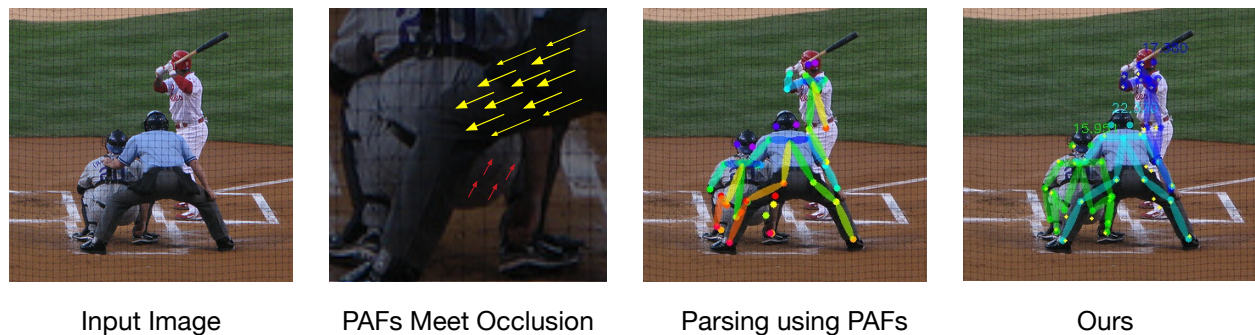 Input Image
PAFs Meet Occlusion
Parsing using PAFs
Ours